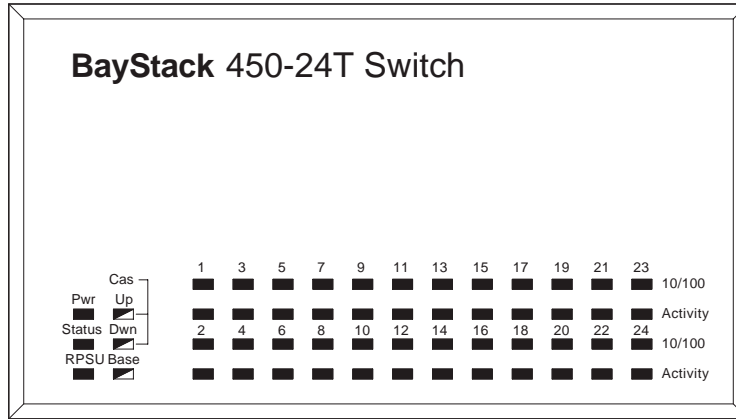 BayStack 450-24T Switch
1 3 5 7 9 11 13 15 17 19 21 23
Cas
10/100
Pwr Up
Activity
Status Dwn
2 4 6 8 10 12 14 16 18 20 22 24
10/100
RPSU Base
Activity